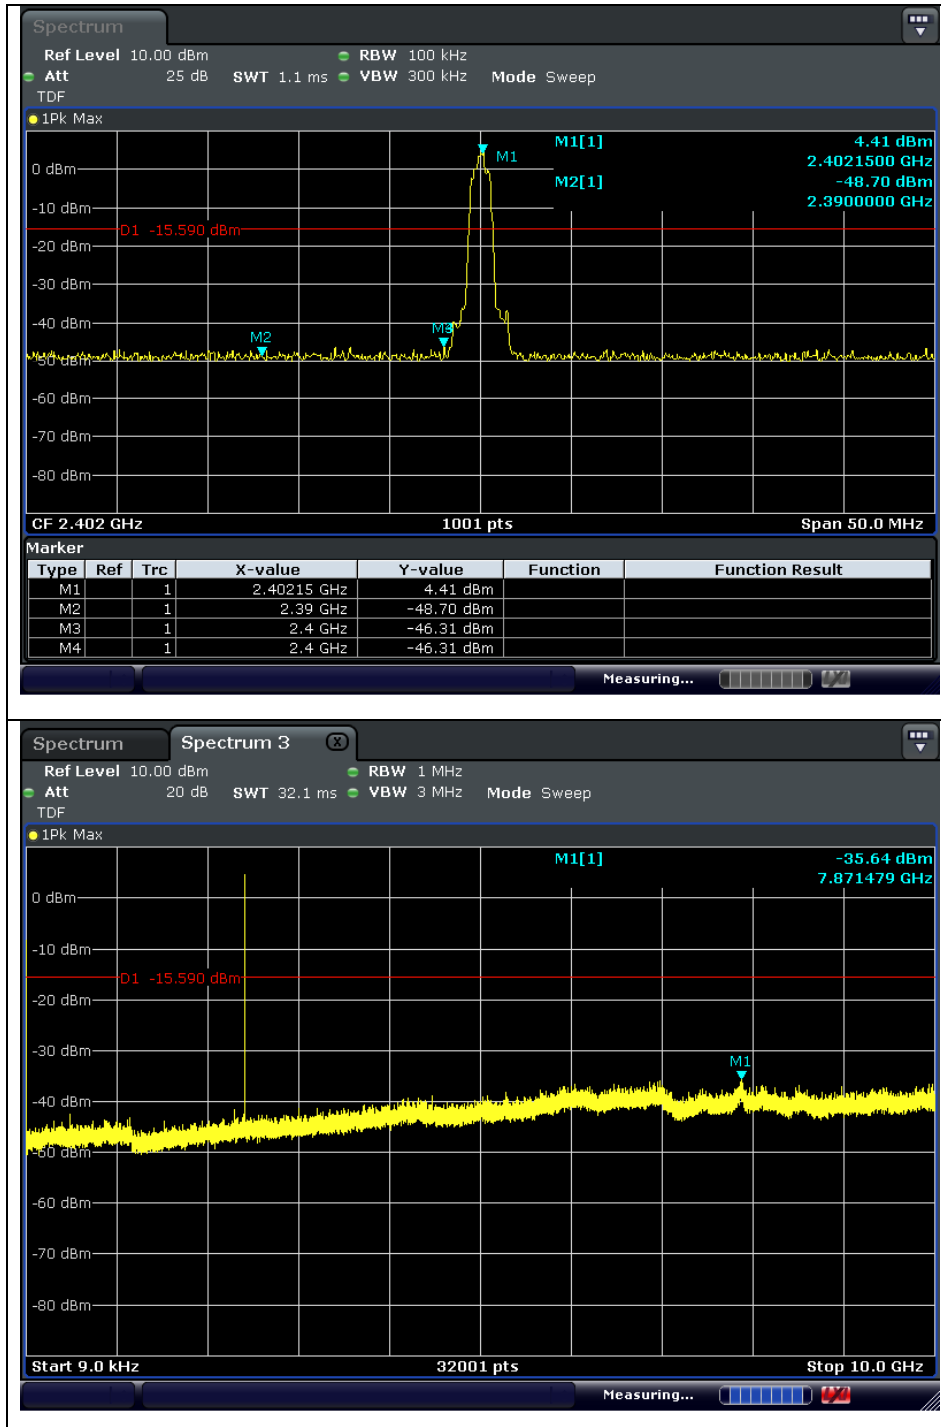 Spectrum
Ref Level 10.00 dBm RBW 100 kHz
Att 25 dB SWT 1.1 ms VBW 300 kHz Mode Sweep
TDF
1Pk Max
M1[1] 4.41 dBm
2.4021500 GHz
M2[1] -48.70 dBm
2.3900000 GHz
M1
0 dBm
-10 dBm
D1 -15.590 dBm
-20 dBm
-30 dBm
-40 dBm
M2
M3
-50 dBm
-60 dBm
-70 dBm
-80 dBm
CF 2.402 GHz 1001 pts Span 50.0 MHz
Marker
Type Ref Trc X-value Y-value Function Function Result
M1 1 2.40215 GHz 4.41 dBm
M2 1 2.39 GHz -48.70 dBm
M3 1 2.4 GHz -46.31 dBm
M4 1 2.4 GHz -46.31 dBm
Measuring...
Spectrum Spectrum 3 X
Ref Level 10.00 dBm RBW 1 MHz
Att 20 dB SWT 32.1 ms VBW 3 MHz Mode Sweep
TDF
1Pk Max
M1[1] -35.64 dBm
7.871479 GHz
0 dBm
-10 dBm
D1 -15.590 dBm
-20 dBm
-30 dBm
M1
-40 dBm
-50 dBm
-60 dBm
-70 dBm
-80 dBm
Start 9.0 kHz 32001 pts Stop 10.0 GHz
Measuring...